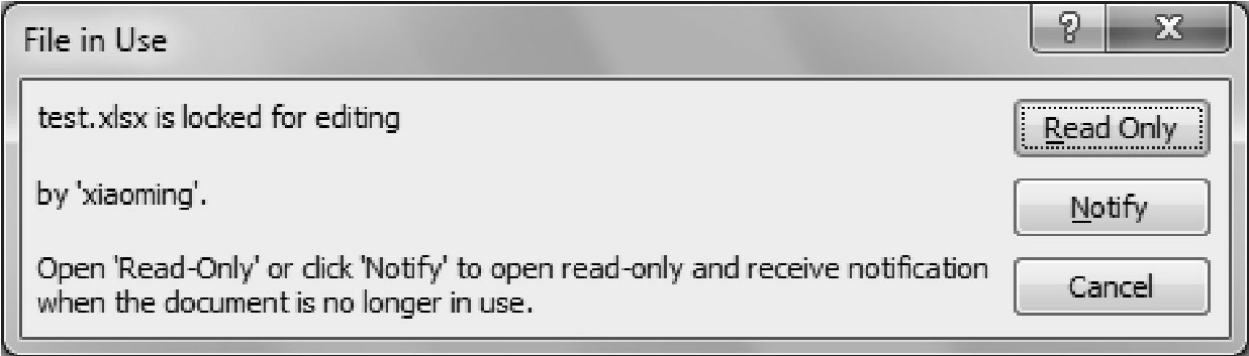 File in Use
test.xlsx is locked for editing
Read Only
by 'xiaoming'.
Notify
Open 'Read-Only' or click 'Notify' to open read-only and receive notification
when the document is no longer in use.
Cancel